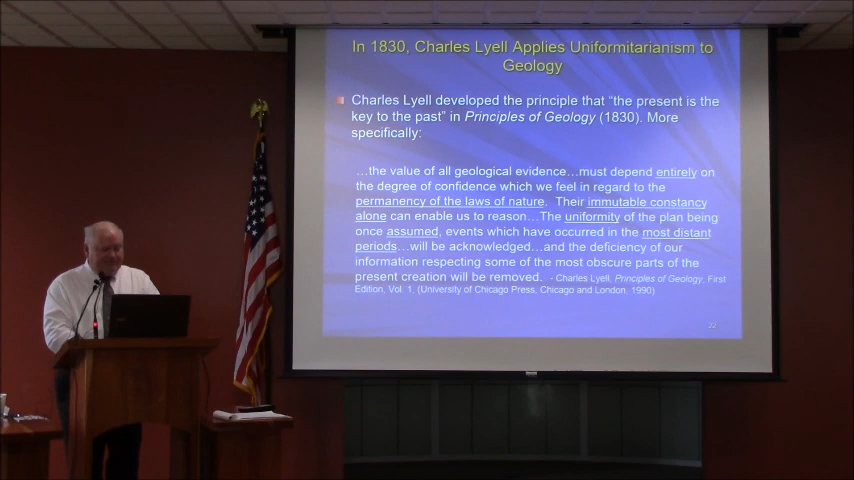 In 1830, Charles Lyell Applies Uniformitarianism to
Geology
Charles Lyell developed the principle that “the present is the
key to the past” in Principles of Geology (1830). More
specifically:
…the value of all geological evidence…must depend entirely on
the degree of confidence which we feel in regard to the
permanency of the laws of nature. Their immutable constancy
alone can enable us to reason…The uniformity of the plan being
once assumed, events which have occurred in the most distant
periods…will be acknowledged…and the deficiency of our
information respecting some of the most obscure parts of the
present creation will be removed. - Charles Lyell, Principles of Geology, First
Edition, Vol. 1. (University of Chicago Press, Chicago and London, 1990)
22